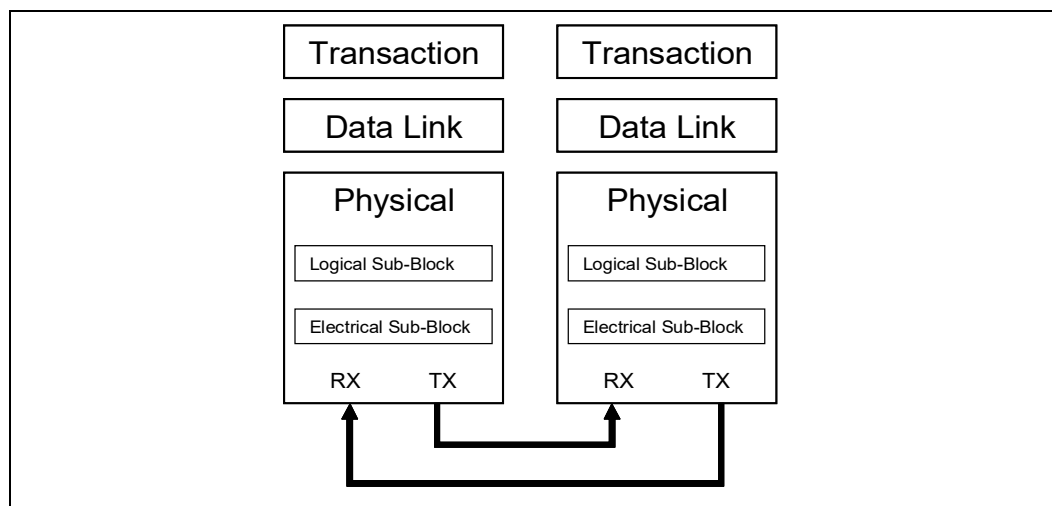 Transaction
Transaction
Data Link
Data Link
Physical
Physical
Logical Sub-Block
Logical Sub-Block
Electrical Sub-Block
Electrical Sub-Block
RX TX
RX TX